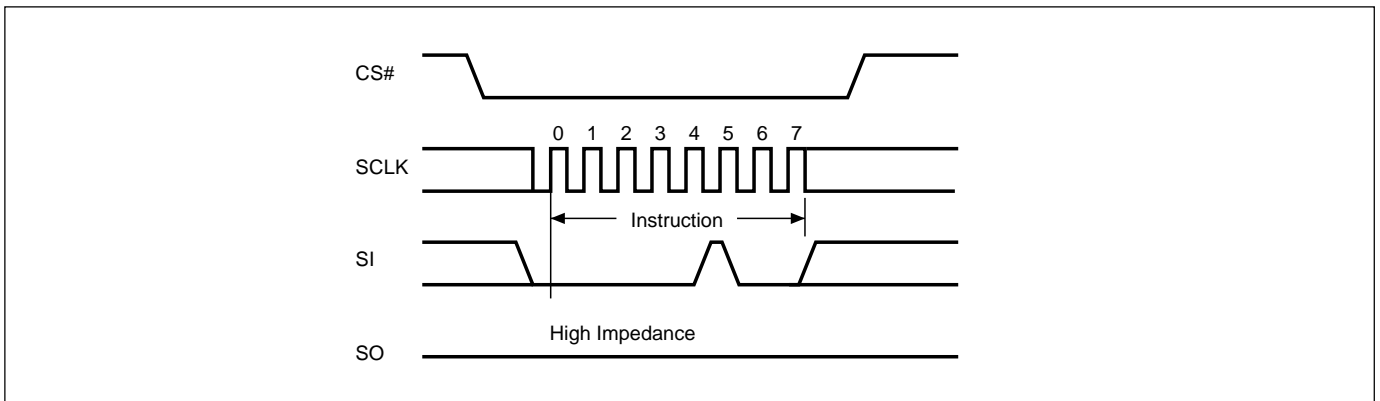 CS#
0 1 2 3 4 5 6 7
SCLK
Instruction
SI
High Impedance
SO